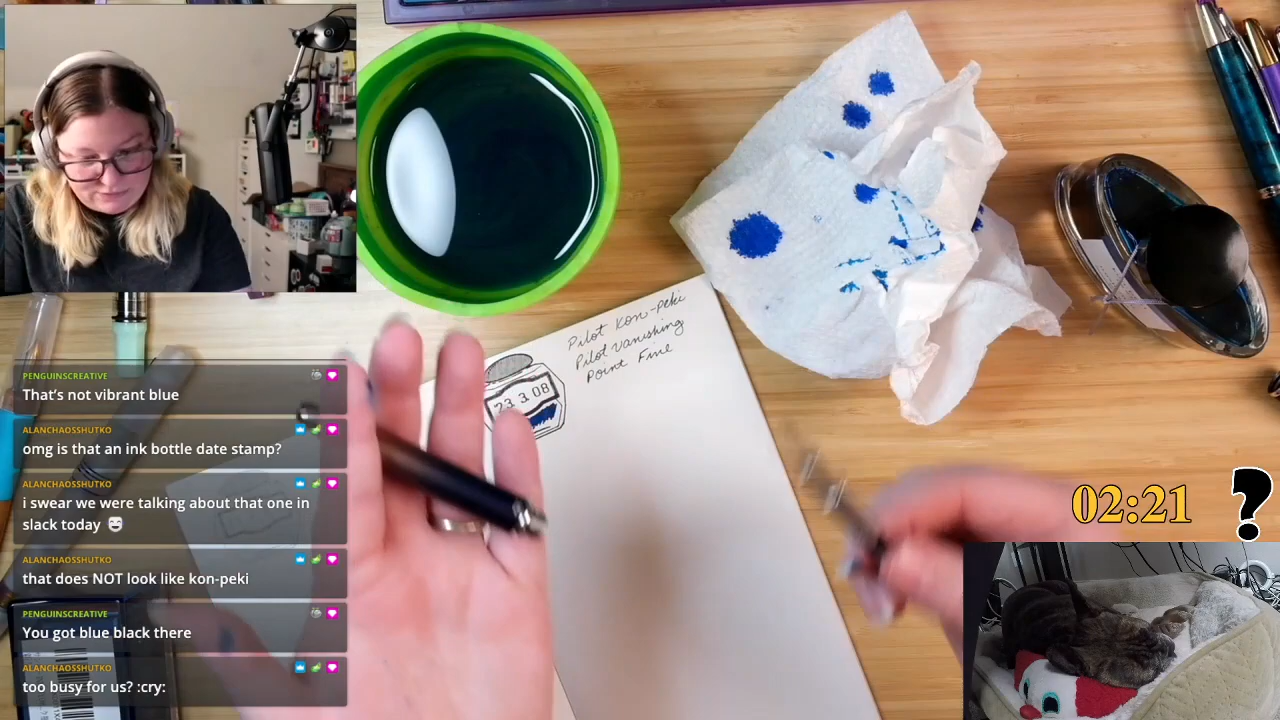 Pilot Kon-peki
Pilot Vanishing
Point Fine
23.3.08
PENGUINSCREATIVE
That's not vibrant blue
ALANCHAOSSHUTKO
omg is that an ink bottle date stamp?
ALANCHAOSSHUTKO
i swear we were talking about that one in
slack today 😀
ALANCHAOSSHUTKO
that does NOT look like kon-peki
PENGUINSCREATIVE
You got blue black there
ALANCHAOSSHUTKO
too busy for us? :cry:
02:21
?